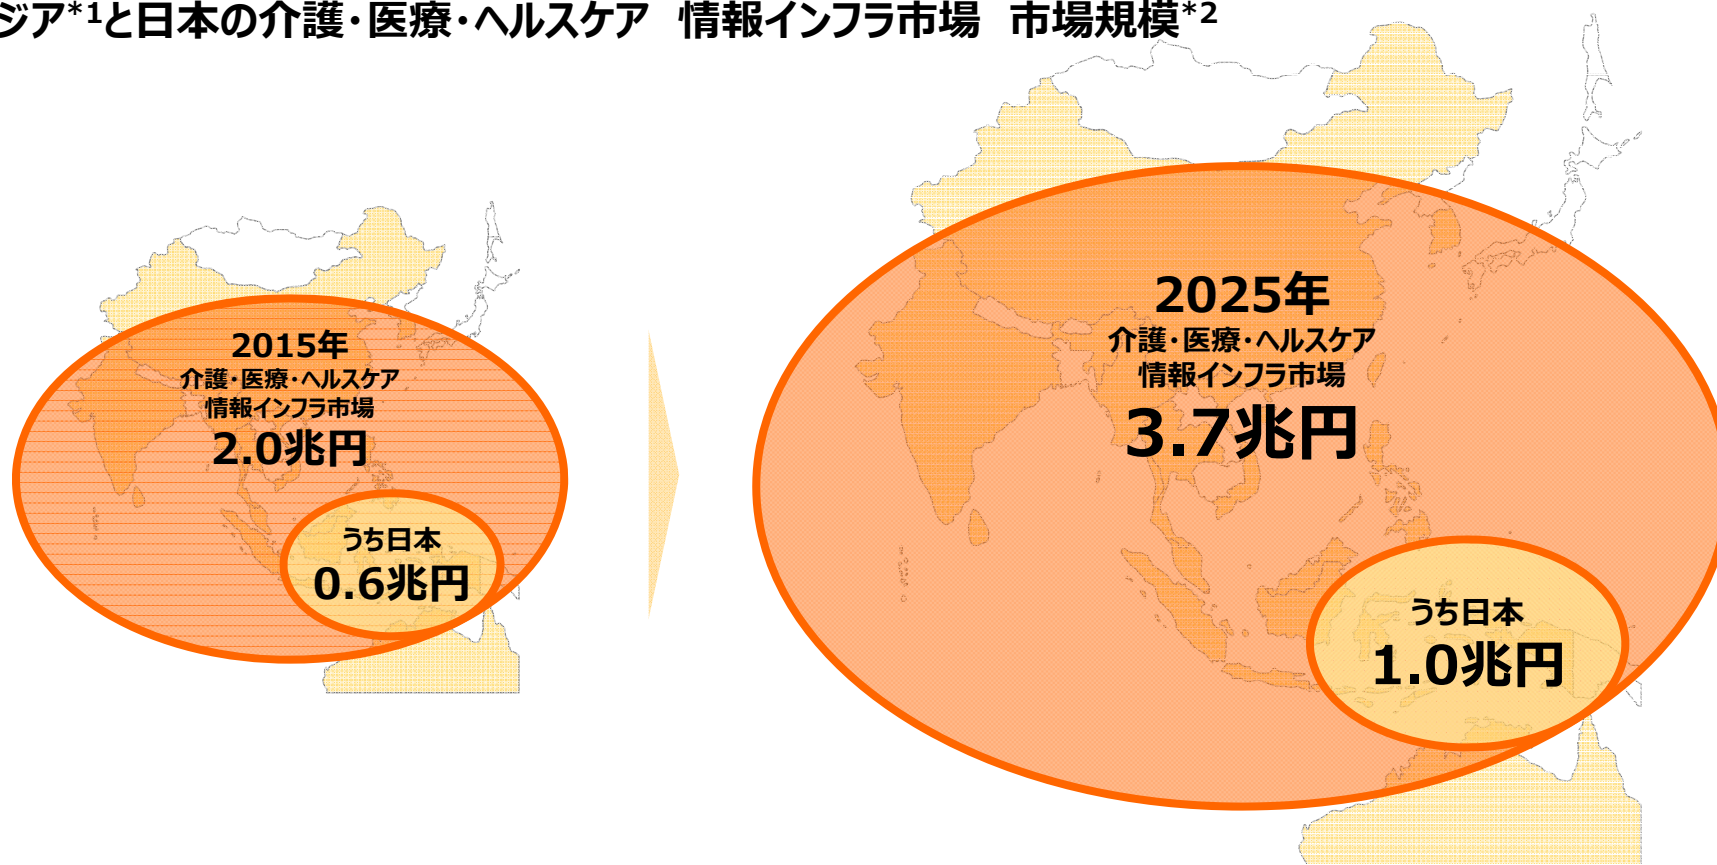 ジア*1と日本の介護・医療・ヘルスケア 情報インフラ市場 市場規模*2
2015年
介護・医療・ヘルスケア
情報インフラ市場
2.0兆円
うち日本
0.6兆円
2025年
介護・医療・ヘルスケア
情報インフラ市場
3.7兆円
うち日本
1.0兆円